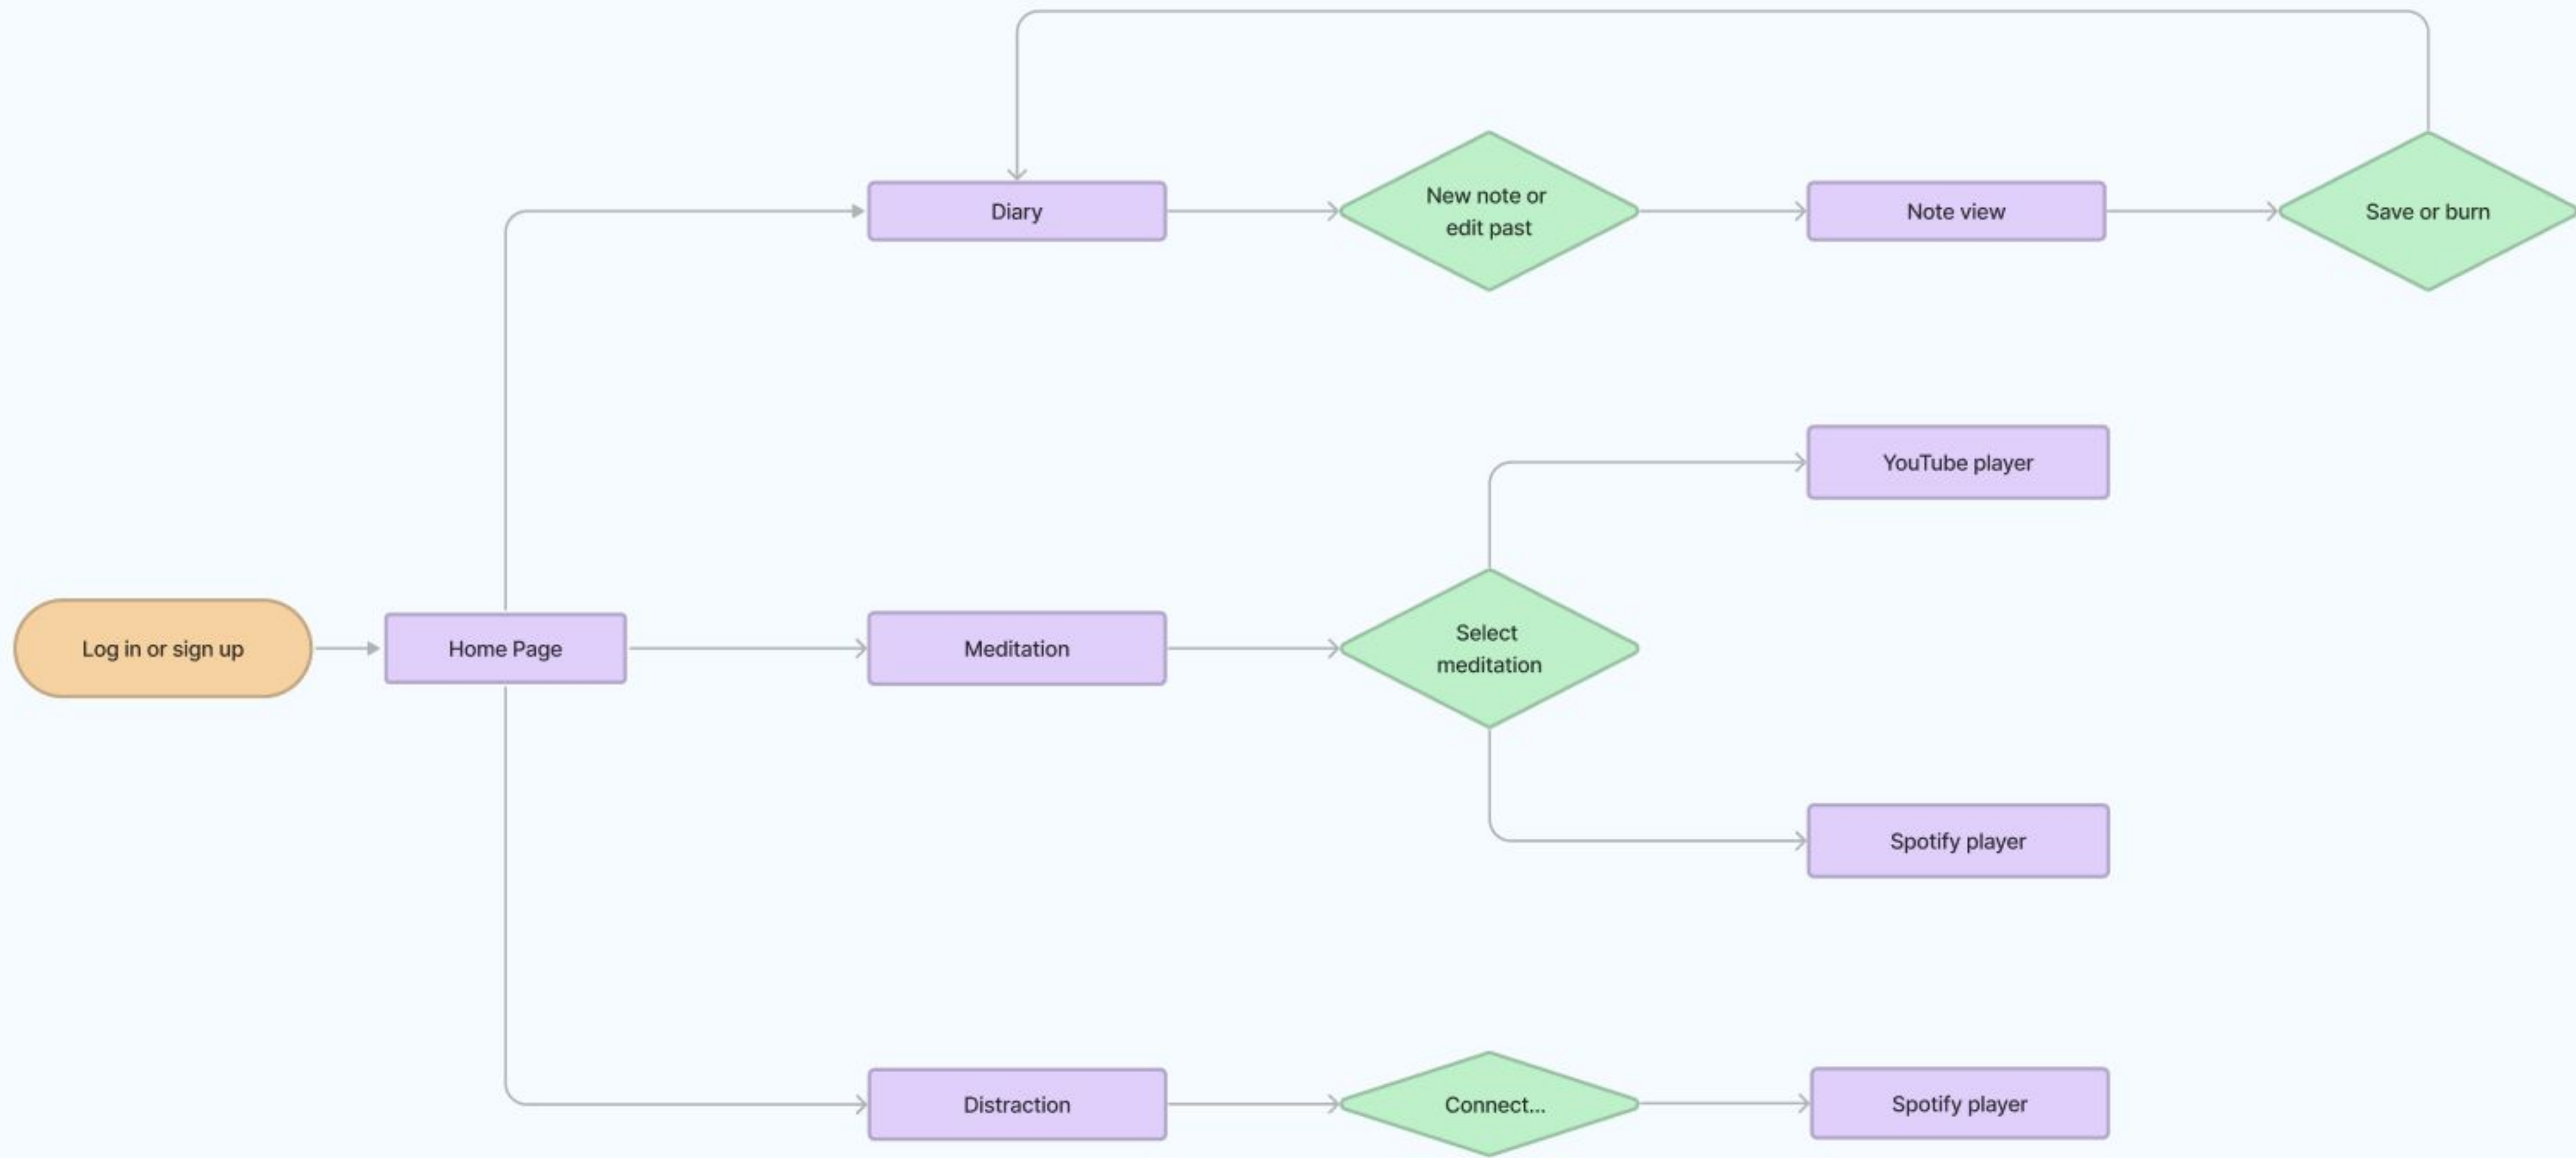 Diary
New note or
edit past
Note view
Save or burn
YouTube player
Log in or sign up
Home Page
Meditation
Select
meditation
Spotify player
Distraction
Connect...
Spotify player